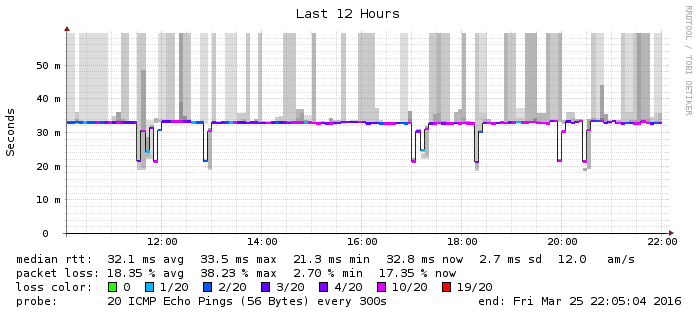 Last 12 Hours
RRDTOOL / TOBI OETIKER
Seconds
50 m
40 m
30 m
20 m
10 m
0
12:00 14:00 16:00 18:00 20:00 22:00
median rtt: 32.1 ms avg 33.5 ms max 21.3 ms min 32.8 ms now 2.7 ms sd 12.0 am/s
packet loss: 18.35 % avg 38.23 % max 2.70 % min 17.35 % now
loss color: 0 1/20 2/20 3/20 4/20 10/20 19/20
probe: 20 ICMP Echo Pings (56 Bytes) every 300s end: Fri Mar 25 22:05:04 2016